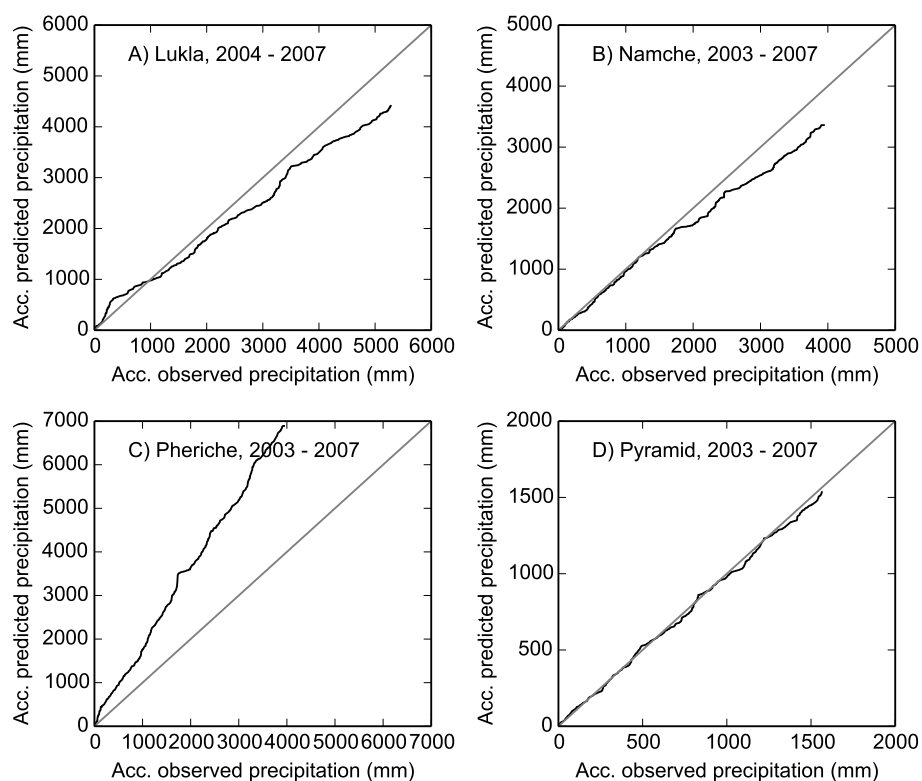 A) Lukla, 2004 - 2007
6000
5000
4000
3000
2000
1000
0
0 1000 2000 3000 4000 5000 6000
Acc. predicted precipitation (mm)
Acc. observed precipitation (mm)
B) Namche, 2003 - 2007
5000
4000
3000
2000
1000
0
0 1000 2000 3000 4000 5000
Acc. predicted precipitation (mm)
Acc. observed precipitation (mm)
C) Pheriche, 2003 - 2007
7000
6000
5000
4000
3000
2000
1000
0
0 1000 2000 3000 4000 5000 6000 7000
Acc. predicted precipitation (mm)
Acc. observed precipitation (mm)
D) Pyramid, 2003 - 2007
2000
1500
1000
500
0
0 500 1000 1500 2000
Acc. predicted precipitation (mm)
Acc. observed precipitation (mm)